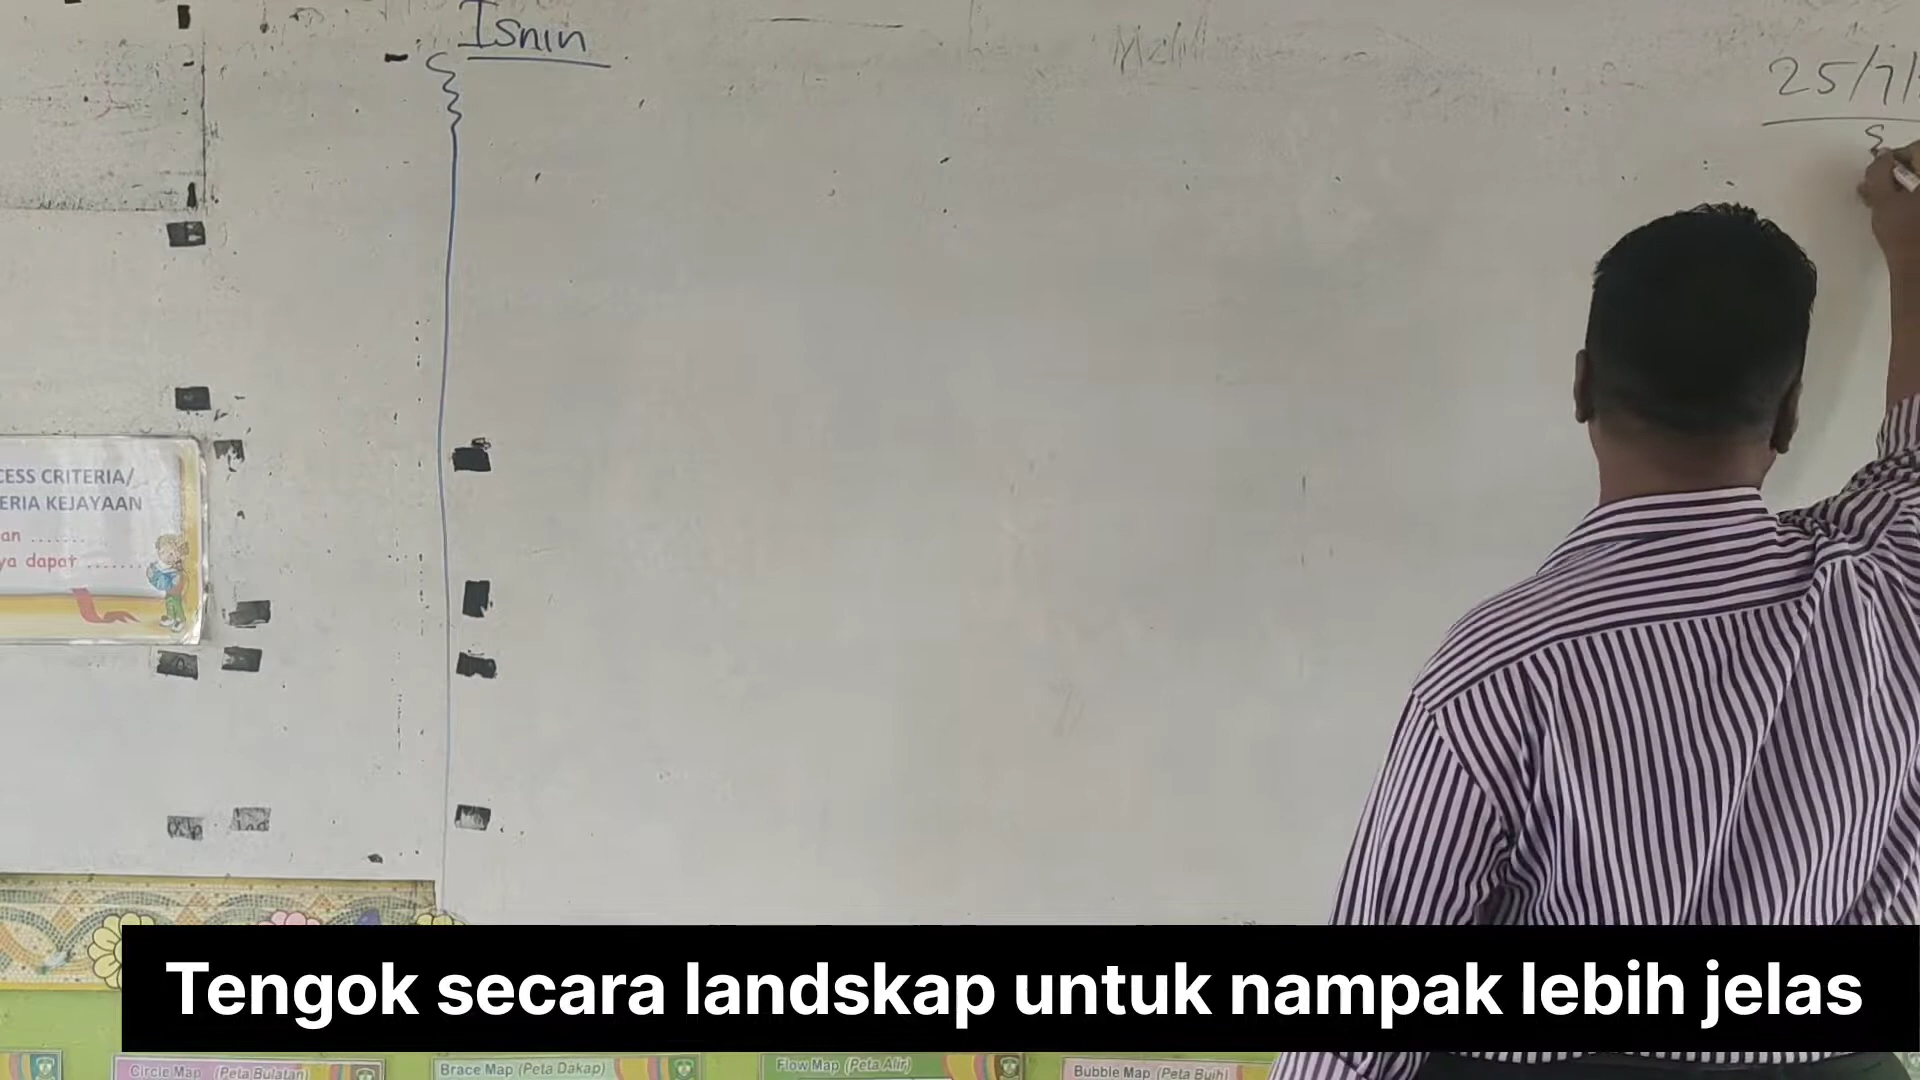 Isnin
25/7/
CESS CRITERIA/
ERIA KEJAYAAN
an ........
ya dapat ........
Tengok secara landskap untuk nampak lebih jelas
Circle Map (Peta Bulatan)
Brace Map (Peta Dakap)
Flow Map (Peta Alir)
Bubble Map (Peta Buih)